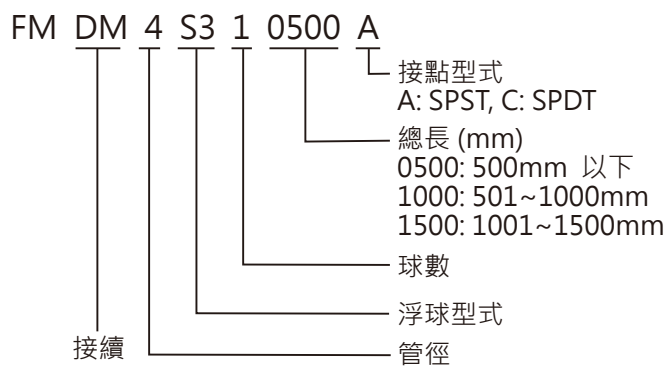 FM DM 4 S3 1 0500 A
接點型式
A: SPST, C: SPDT
總長 (mm)
0500: 500mm 以下
1000: 501~1000mm
1500: 1001~1500mm
球數
浮球型式
接續
管徑